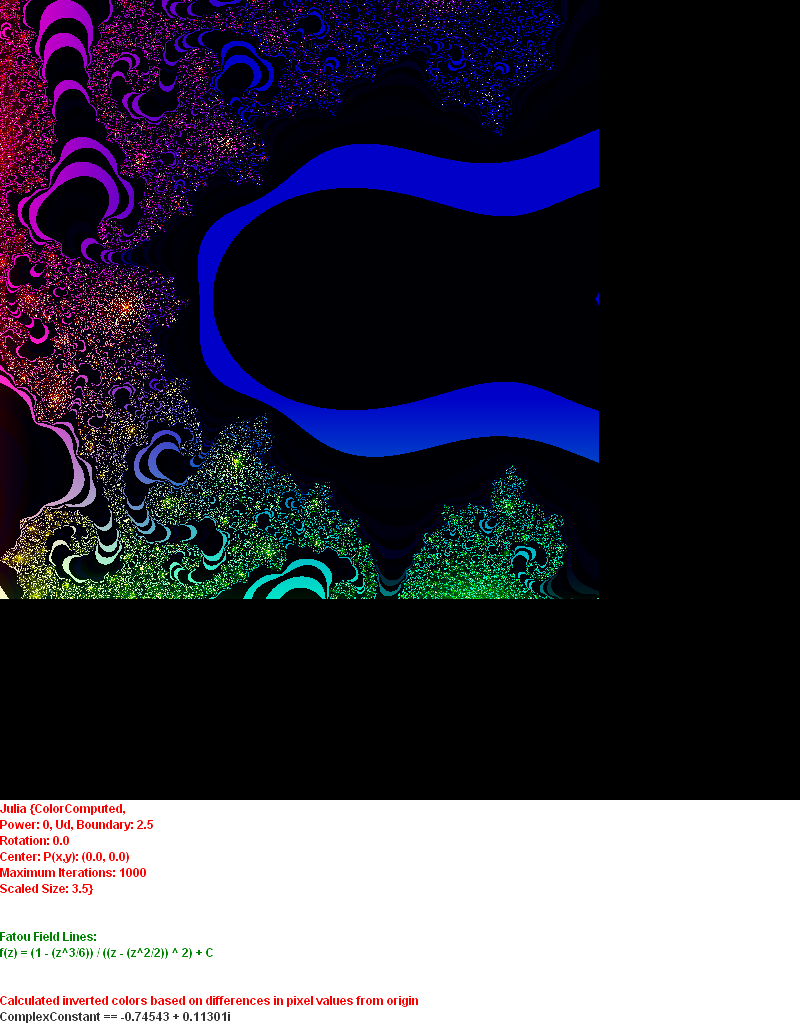 Julia {ColorComputed,
Power: 0, Ud, Boundary: 2.5
Rotation: 0.0
Center: P(x,y): (0.0, 0.0)
Maximum Iterations: 1000
Scaled Size: 3.5}
Fatou Field Lines:
f(z) = (1 - (z^3/6)) / ((z - (z^2/2)) ^ 2) + C
Calculated inverted colors based on differences in pixel values from origin
ComplexConstant == -0.74543 + 0.11301i